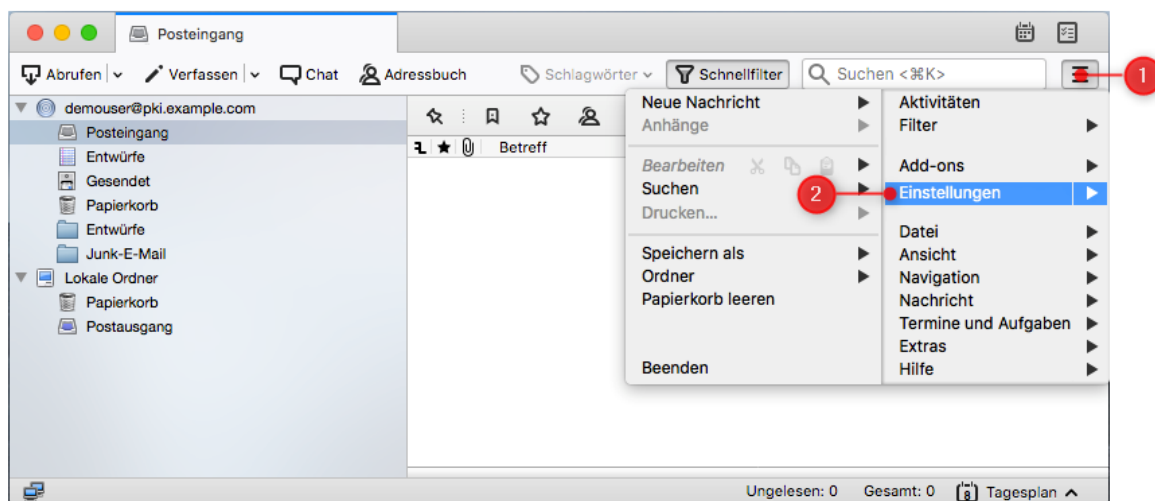 Posteingang
Abrufen
Verfassen
Chat
Adressbuch
Schlagwörter
Schnellfilter
Suchen <⌘K>
1
demouser@pki.example.com
Posteingang
Entwürfe
Gesendet
Papierkorb
Entwürfe
Junk-E-Mail
Lokale Ordner
Papierkorb
Postausgang
Betreff
Neue Nachricht
Anhänge
Bearbeiten
Suchen
Drucken...
Speichern als
Ordner
Papierkorb leeren
Beenden
2
Aktivitäten
Filter
Add-ons
Einstellungen
Datei
Ansicht
Navigation
Nachricht
Termine und Aufgaben
Extras
Hilfe
Ungelesen: 0
Gesamt: 0
8
Tagesplan